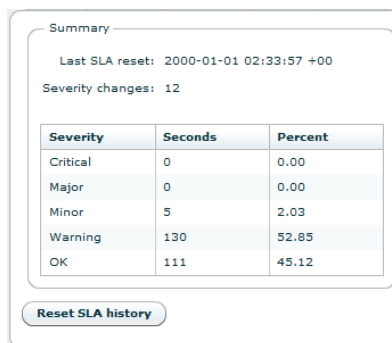 Summary
Last SLA reset: 2000-01-01 02:33:57 +00
Severity changes: 12
Severity Seconds Percent
Critical 0 0.00
Major 0 0.00
Minor 5 2.03
Warning 130 52.85
OK 111 45.12
Reset SLA history